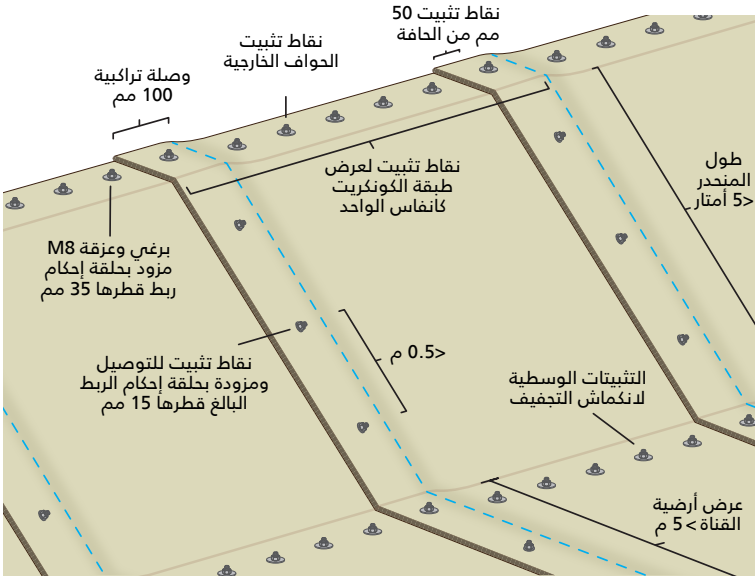 نقاط تثبيت 50
مم من الحافة
نقاط تثبيت
الحواف الخارجية
وصلة تراكبية
100 مم
نقاط تثبيت لعرض
طبقة الكونكريت
كانفاس الواحد
طول
المنحدر
<5 أمتار
برغي وعزقة M8
مزود بحلقة إحكام
ربط قطرها 35 مم
<0.5 م
نقاط تثبيت للتوصيل
ومزودة بحلقة إحكام الربط
البالغ قطرها 15 مم
التثبيتات الوسطية
لانكماش التجفيف
عرض أرضية
القناة >5 م